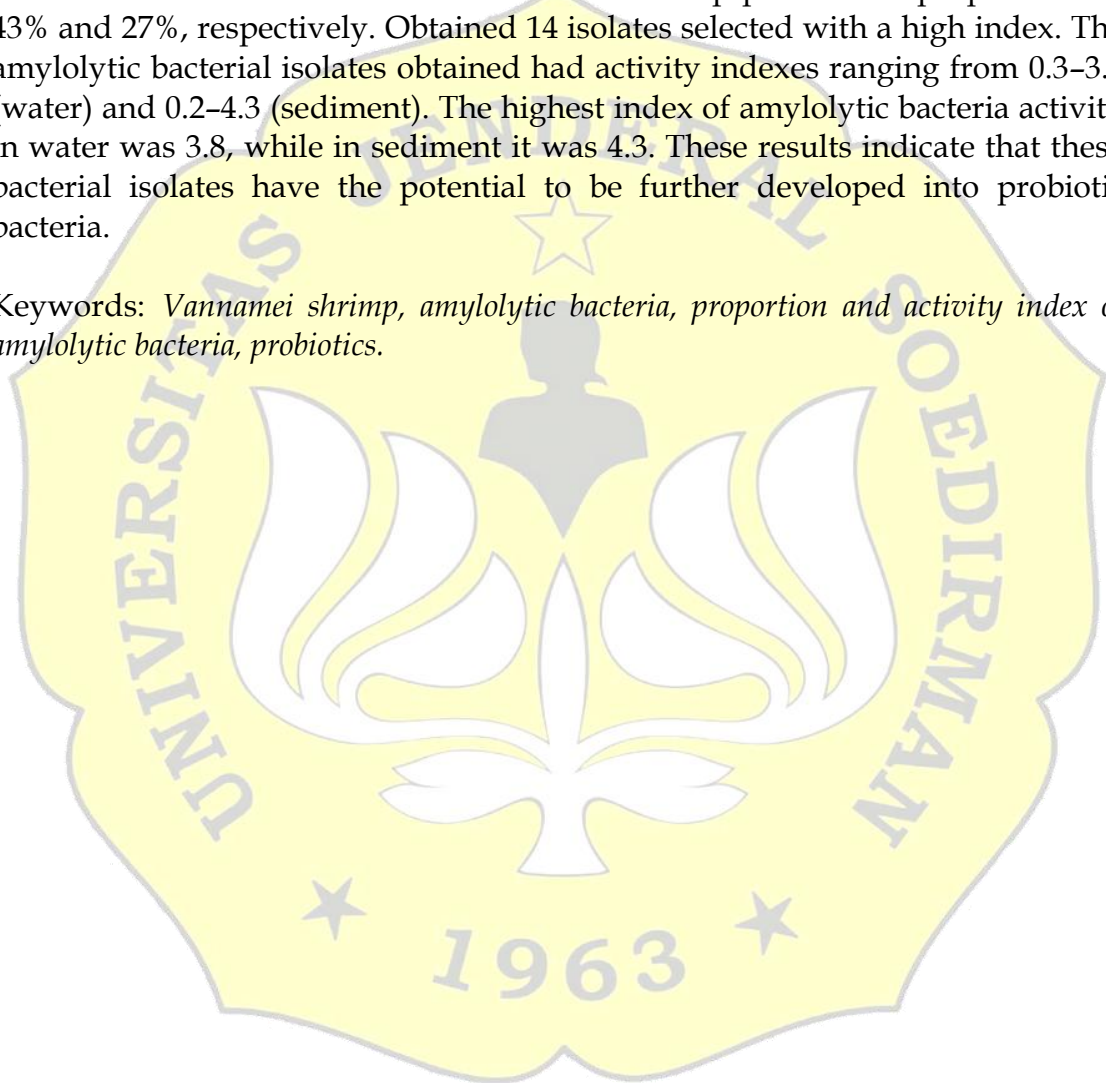 43% and 27%, respectively. Obtained 14 isolates selected with a high index. Th
amylolytic bacterial isolates obtained had activity indexes ranging from 0.3–3.
(water) and 0.2–4.3 (sediment). The highest index of amylolytic bacteria activit
in water was 3.8, while in sediment it was 4.3. These results indicate that thes
bacterial isolates have the potential to be further developed into probioti
bacteria.
Keywords: Vannamei shrimp, amylolytic bacteria, proportion and activity index o
amylolytic bacteria, probiotics.
UNIVERSITAS JENDERAL SOEDIRMAN
1963